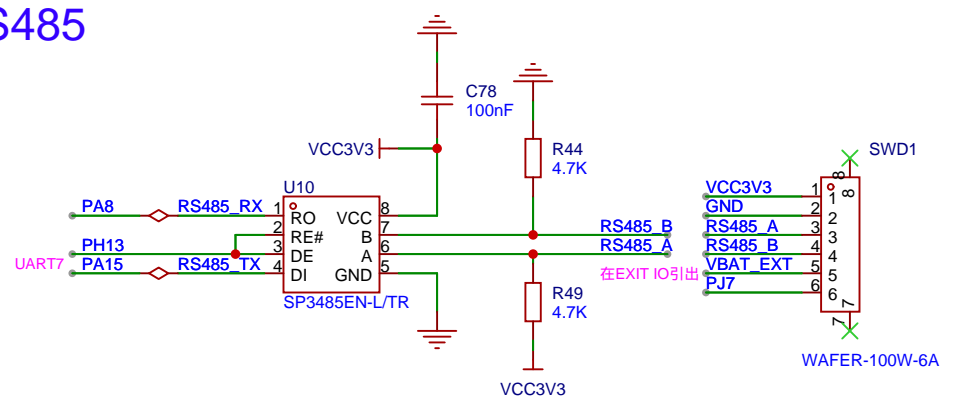 S485
C78
100nF
VCC3V3
R44
4.7K
SWD1
U10
PA8
RS485_RX
1
RO
VCC
8
2
RE#
B
7
PH13
3
DE
A
6
UART7
PA15
RS485_TX
4
DI
GND
5
SP3485EN-L/TR
RS485_B
RS485_A
在EXIT IO引出
R49
4.7K
VCC3V3
8
8
VCC3V3
1
1
GND
2
2
RS485_A
3
3
RS485_B
4
4
VBAT_EXT
5
5
PJ7
6
6
7
7
WAFER-100W-6A